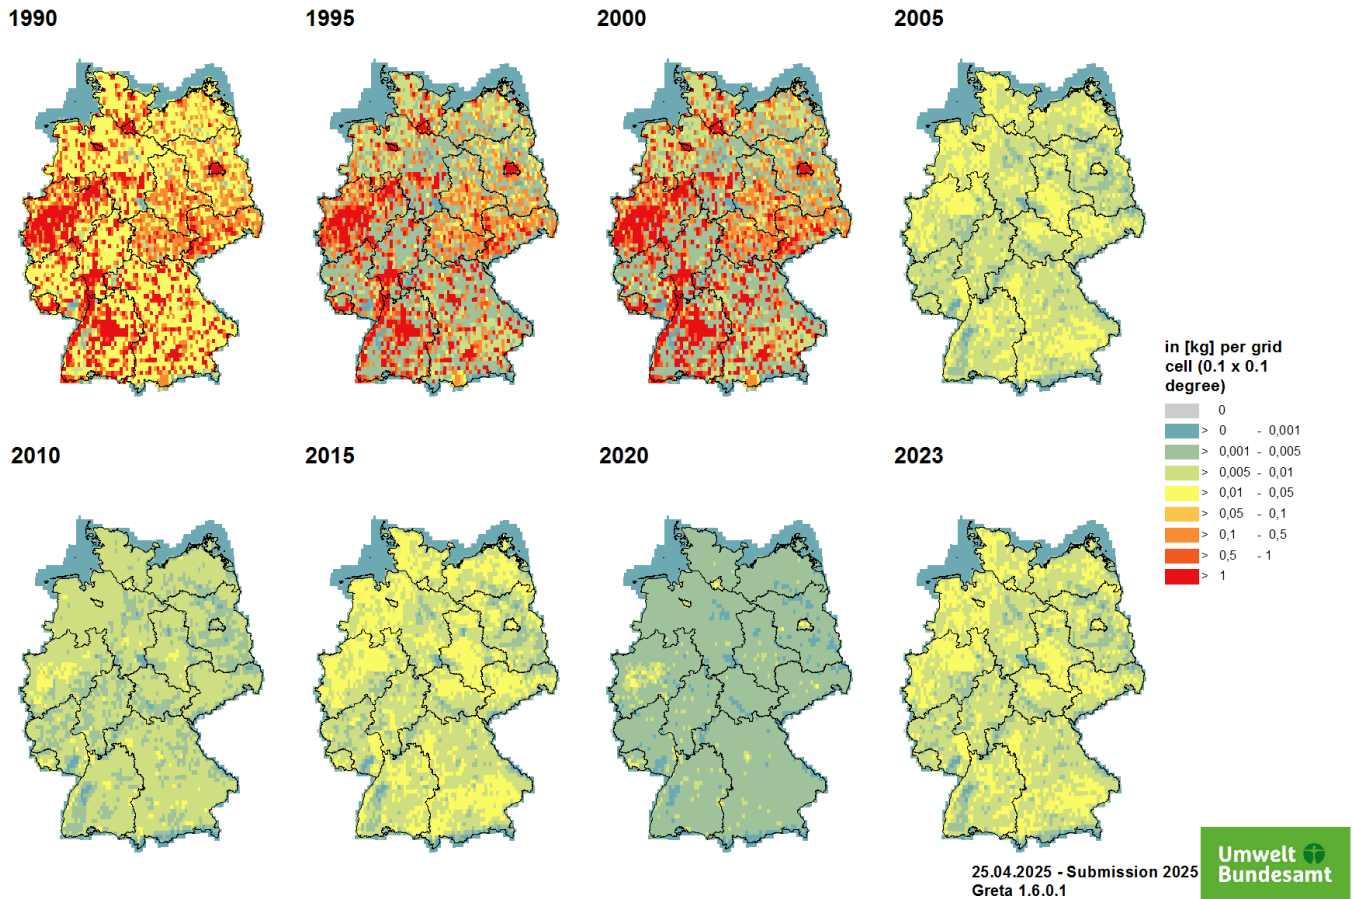 1990
1995
2000
2005
in [kg] per grid
cell (0.1 x 0.1
degree)
0
> 0 - 0,001
> 0,001 - 0,005
> 0,005 - 0,01
> 0,01 - 0,05
> 0,05 - 0,1
> 0,1 - 0,5
> 0,5 - 1
> 1
2010
2015
2020
2023
25.04.2025 - Submission 2025
Greta 1.6.0.1
Umwelt
Bundesamt